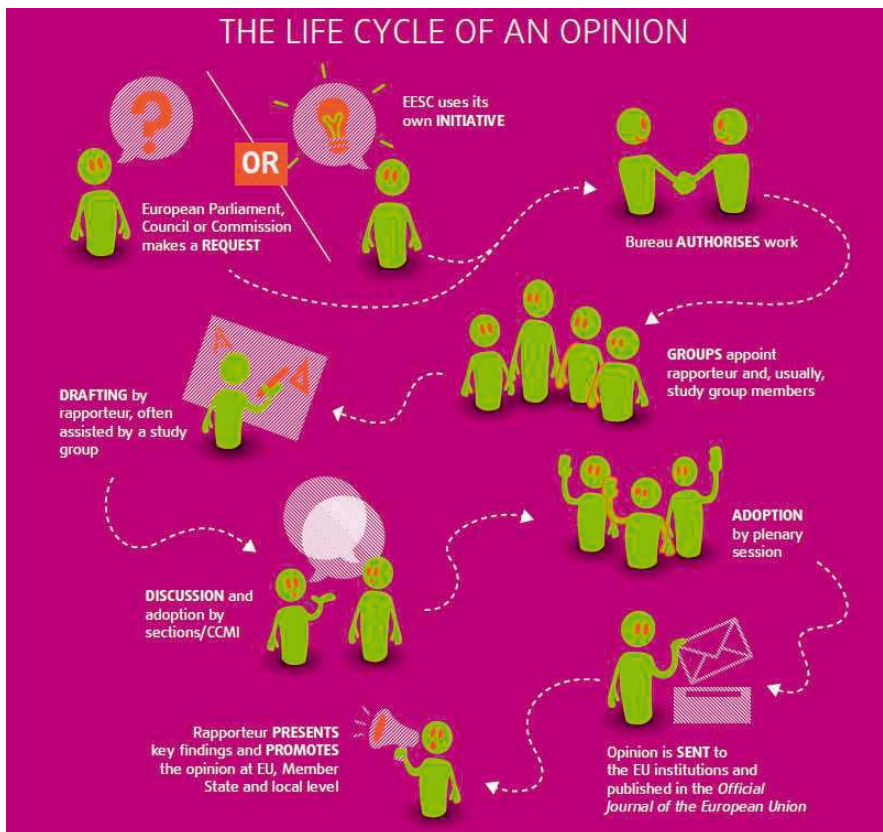 THE LIFE CYCLE OF AN OPINION
?
OR
European Parliament,
Council or Commission
makes a REQUEST
EESC uses its
own INITIATIVE
Bureau AUTHORISES work
GROUPS appoint
rapporteur and, usually,
study group members
A
DRAFTING by
rapporteur, often
assisted by a study
group
DISCUSSION and
adoption by
sections/CCMI
ADOPTION
by plenary
session
Opinion is SENT to
the EU institutions and
published in the Official
Journal of the European Union
Rapporteur PRESENTS
key findings and PROMOTES
the opinion at EU, Member
State and local level